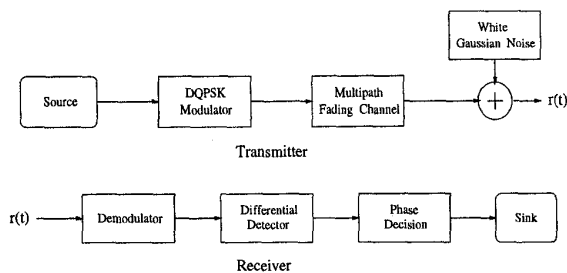 White
Gaussian Noise
Source
DQPSK
Modulator
Multipath
Fading Channel
+
r(t)
Transmitter
r(t)
Demodulator
Differential
Detector
Phase
Decision
Sink
Receiver